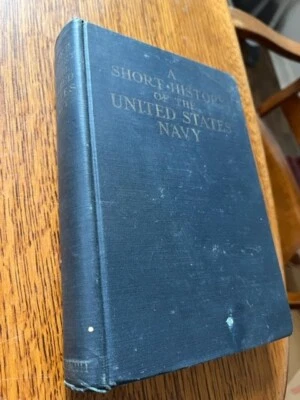 A
SHORT HISTORY
OF THE
UNITED STATES
NAVY